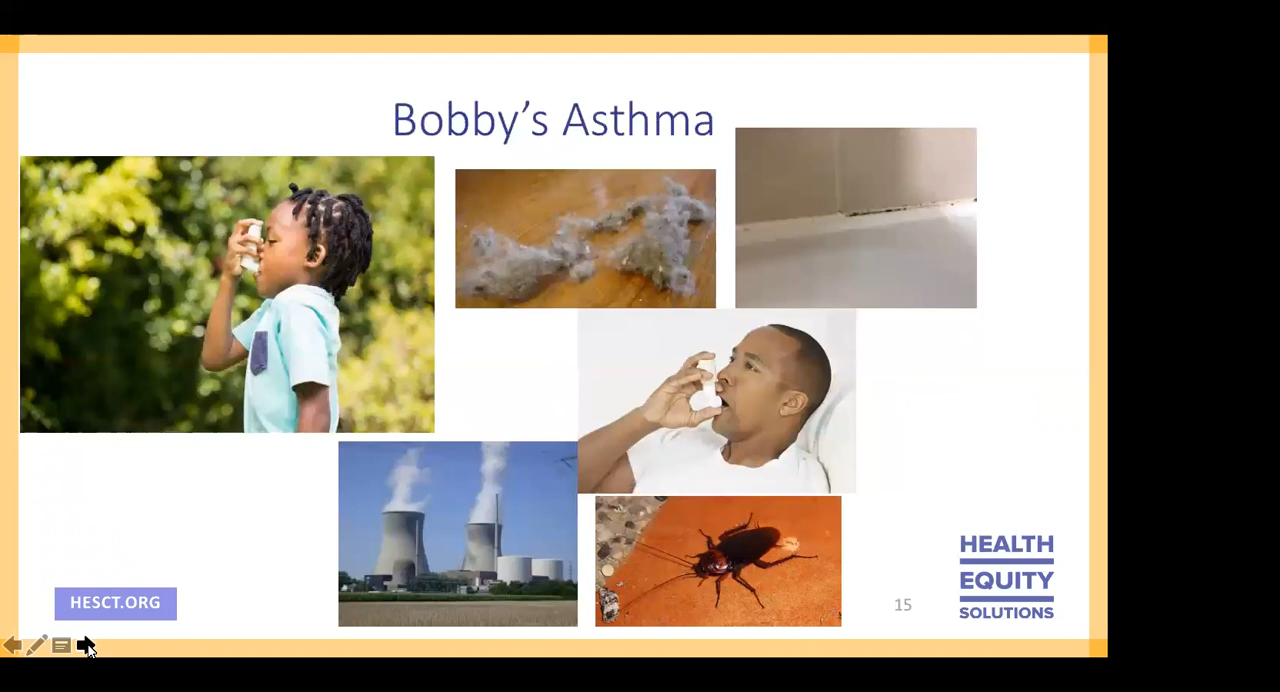 Bobby’s Asthma
HESCT.ORG
15
HEALTH
EQUITY
SOLUTIONS